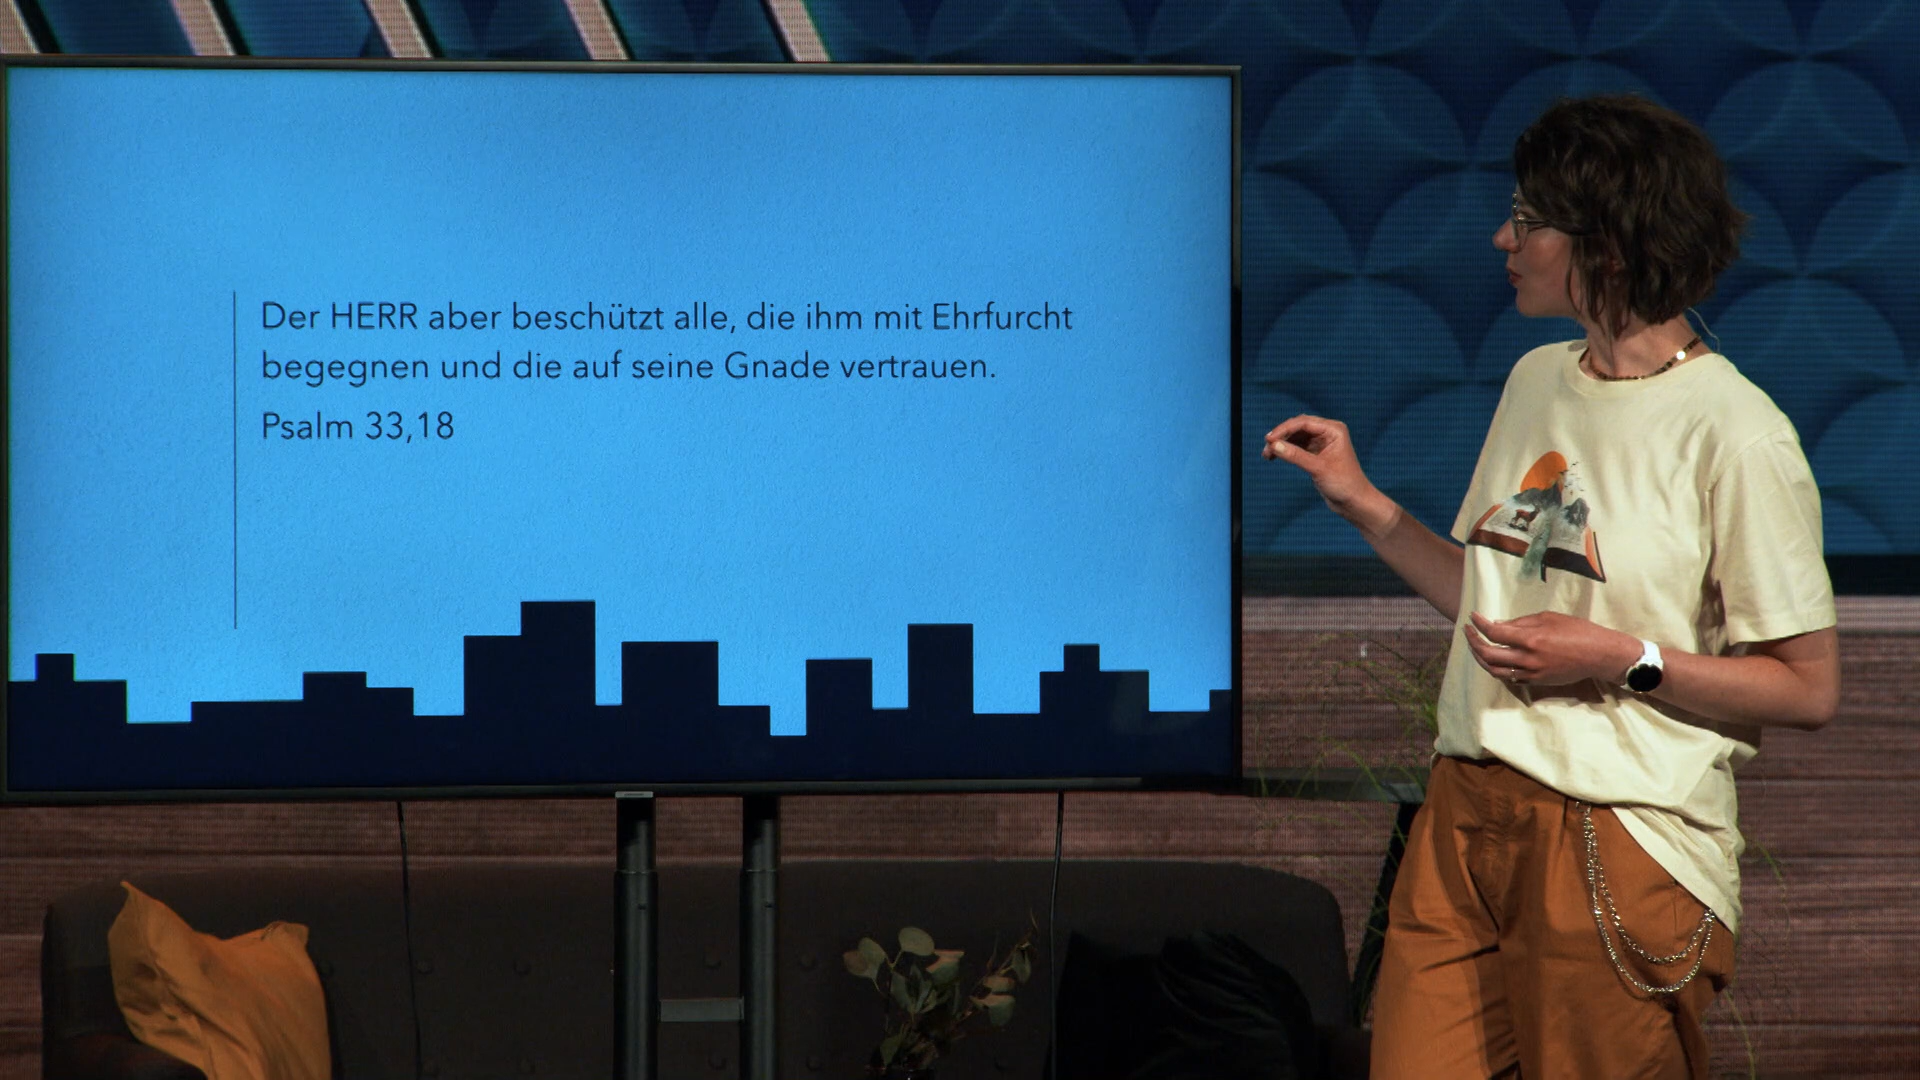 Der HERR aber beschützt alle, die ihm mit Ehrfurcht
begegnen und die auf seine Gnade vertrauen.
Psalm 33,18